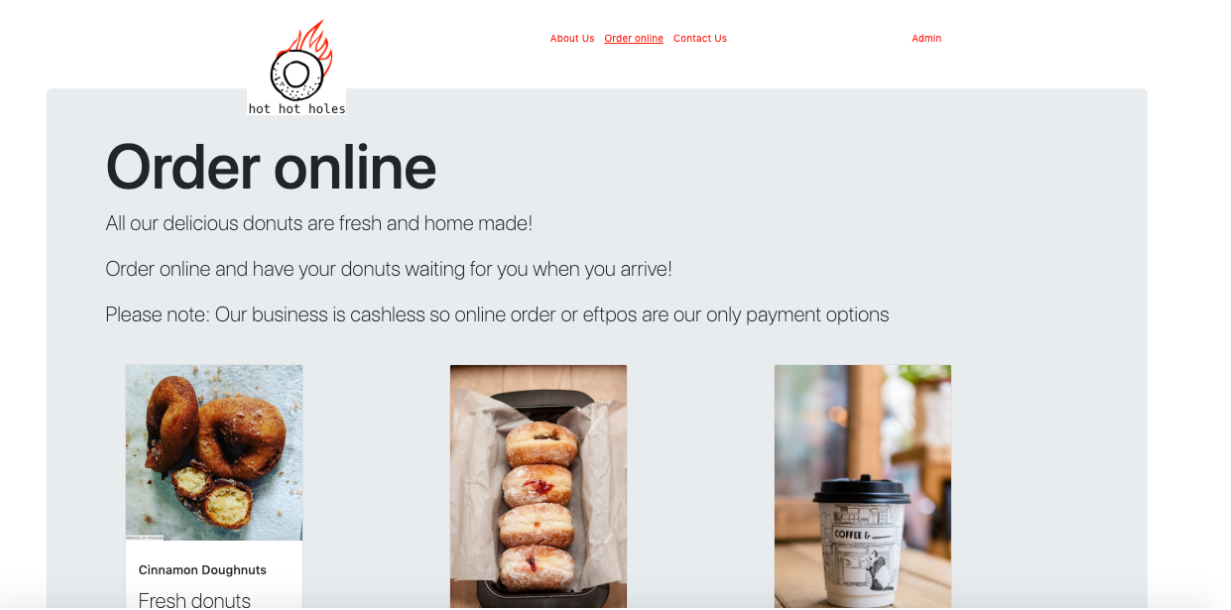 About Us Order online Contact Us Admin
hot hot holes
Order online
All our delicious donuts are fresh and home made!
Order online and have your donuts waiting for you when you arrive!
Please note: Our business is cashless so online order or eftpos are our only payment options
COFFEE &
Cinnamon Doughnuts
Fresh donuts